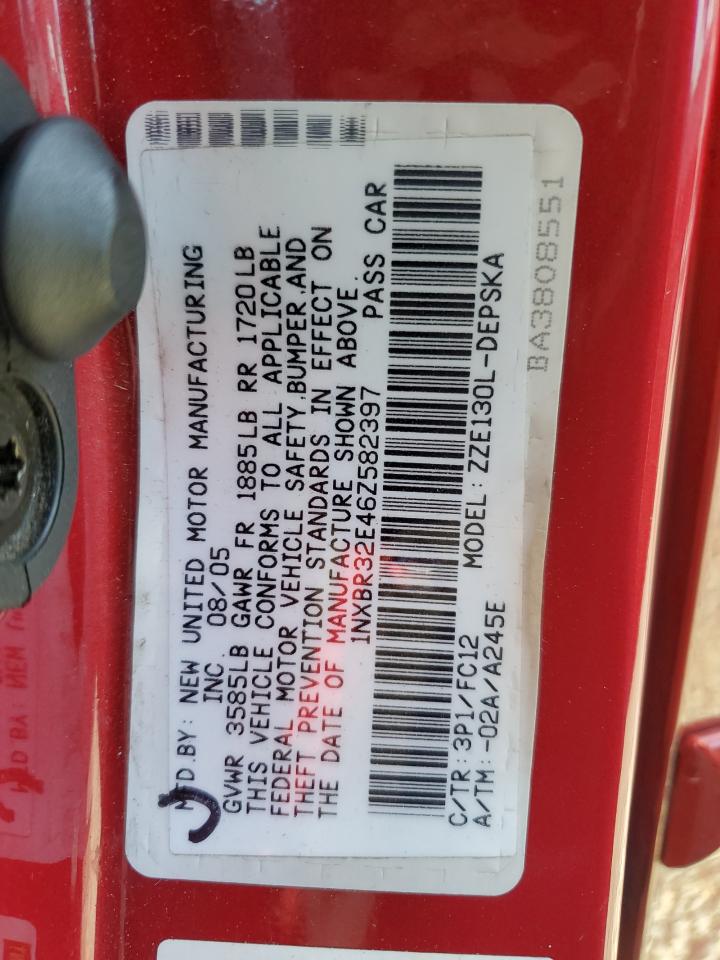 MFD.BY: NEW UNITED MOTOR MANUFACTURING
INC. 08/05
GVWR 3585LB GAWR FR 1885LB RR 1720LB
THIS VEHICLE CONFORMS TO ALL APPLICABLE
FEDERAL MOTOR VEHICLE SAFETY,BUMPER,AND
THEFT PREVENTION STANDARDS IN EFFECT ON
THE DATE OF MANUFACTURE SHOWN ABOVE.
1NXBR32E46Z582397 PASS CAR
C/TR:3P1/FC12 MODEL:ZZE130L-DEPSKA
A/TM:-02A/A245E
BA3808551